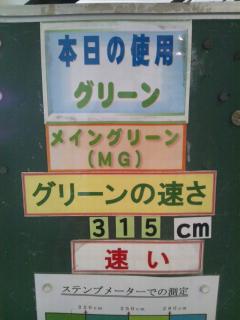 本日の使用
グリーン
メイングリーン
(MG)
グリーンの速さ
315cm
速い
ステンプメーターでの測定